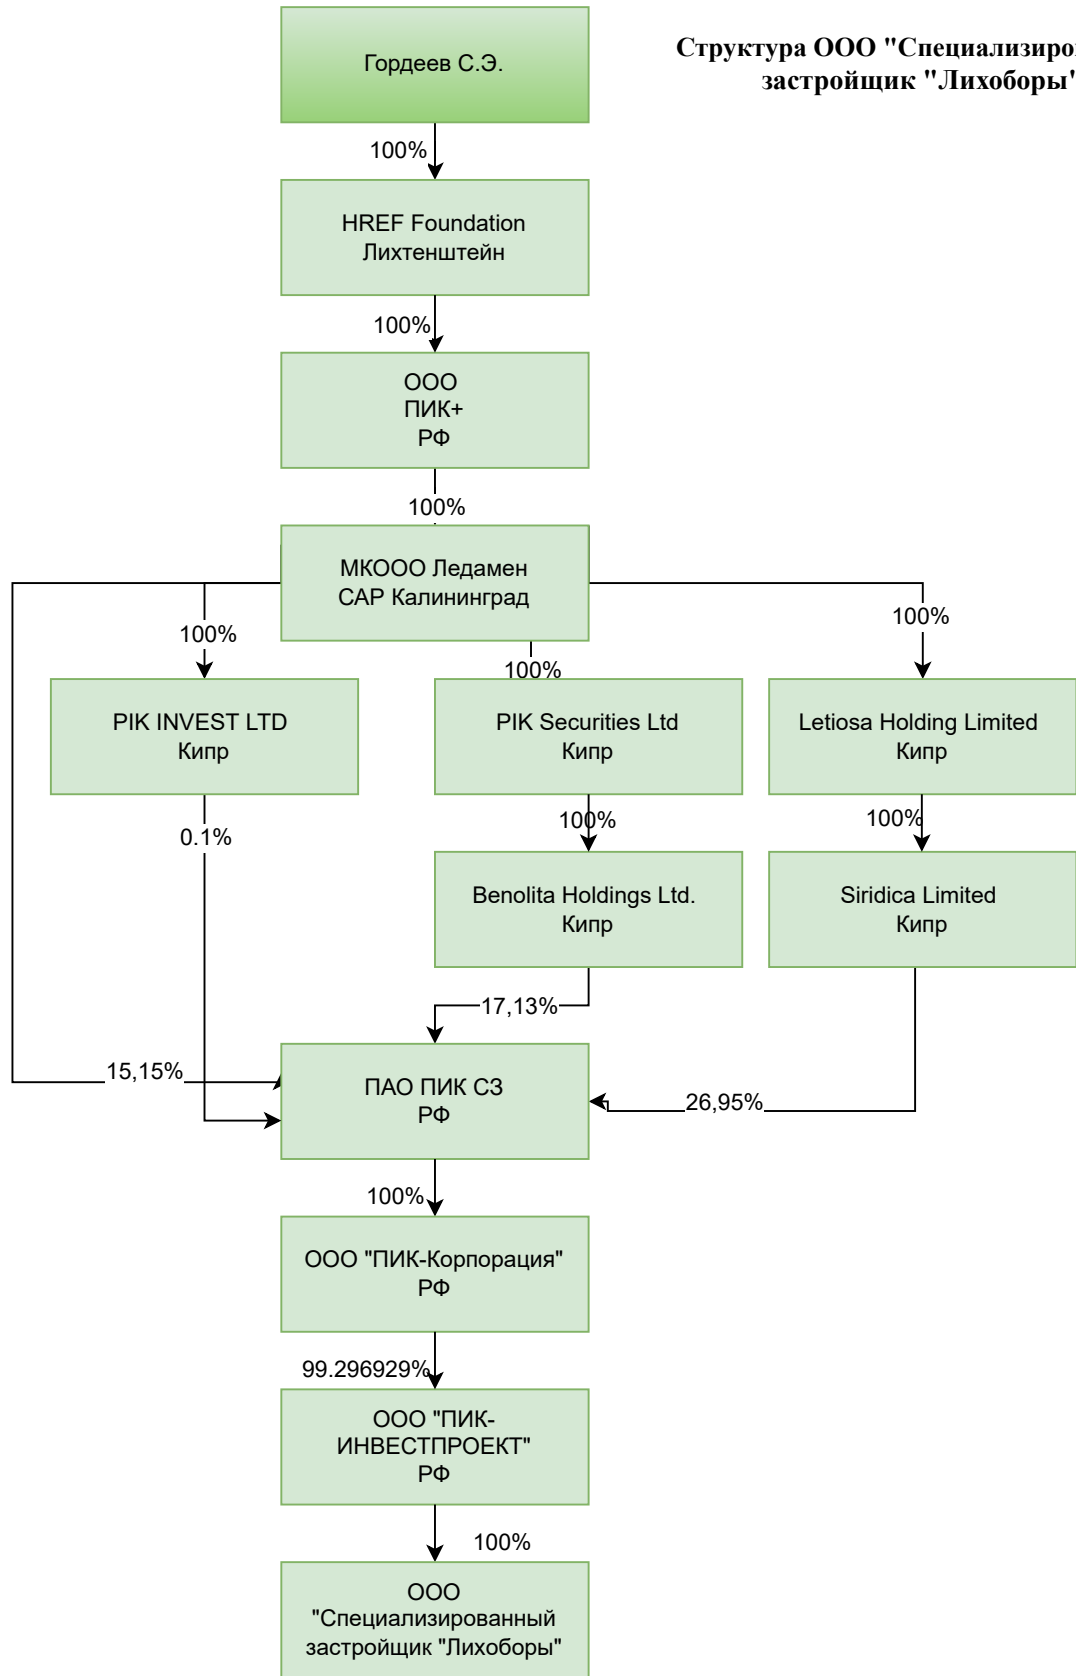 Гордеев С.Э.
Структура ООО "Специализиро
застройщик "Лихоборы"
100%
HREF Foundation
Лихтенштейн
100%
ООО
ПИК+
РФ
100%
МКООО Ледамен
САР Калининград
100%
100%
100%
PIK INVEST LTD
Кипр
PIK Securities Ltd
Кипр
Letiosa Holding Limited
Кипр
0.1%
100%
100%
Benolita Holdings Ltd.
Кипр
Siridica Limited
Кипр
17,13%
15,15%
ПАО ПИК СЗ
РФ
26,95%
100%
ООО "ПИК-Корпорация"
РФ
99.296929%
ООО "ПИК-
ИНВЕСТПРОЕКТ"
РФ
100%
ООО
"Специализированный
застройщик "Лихоборы"